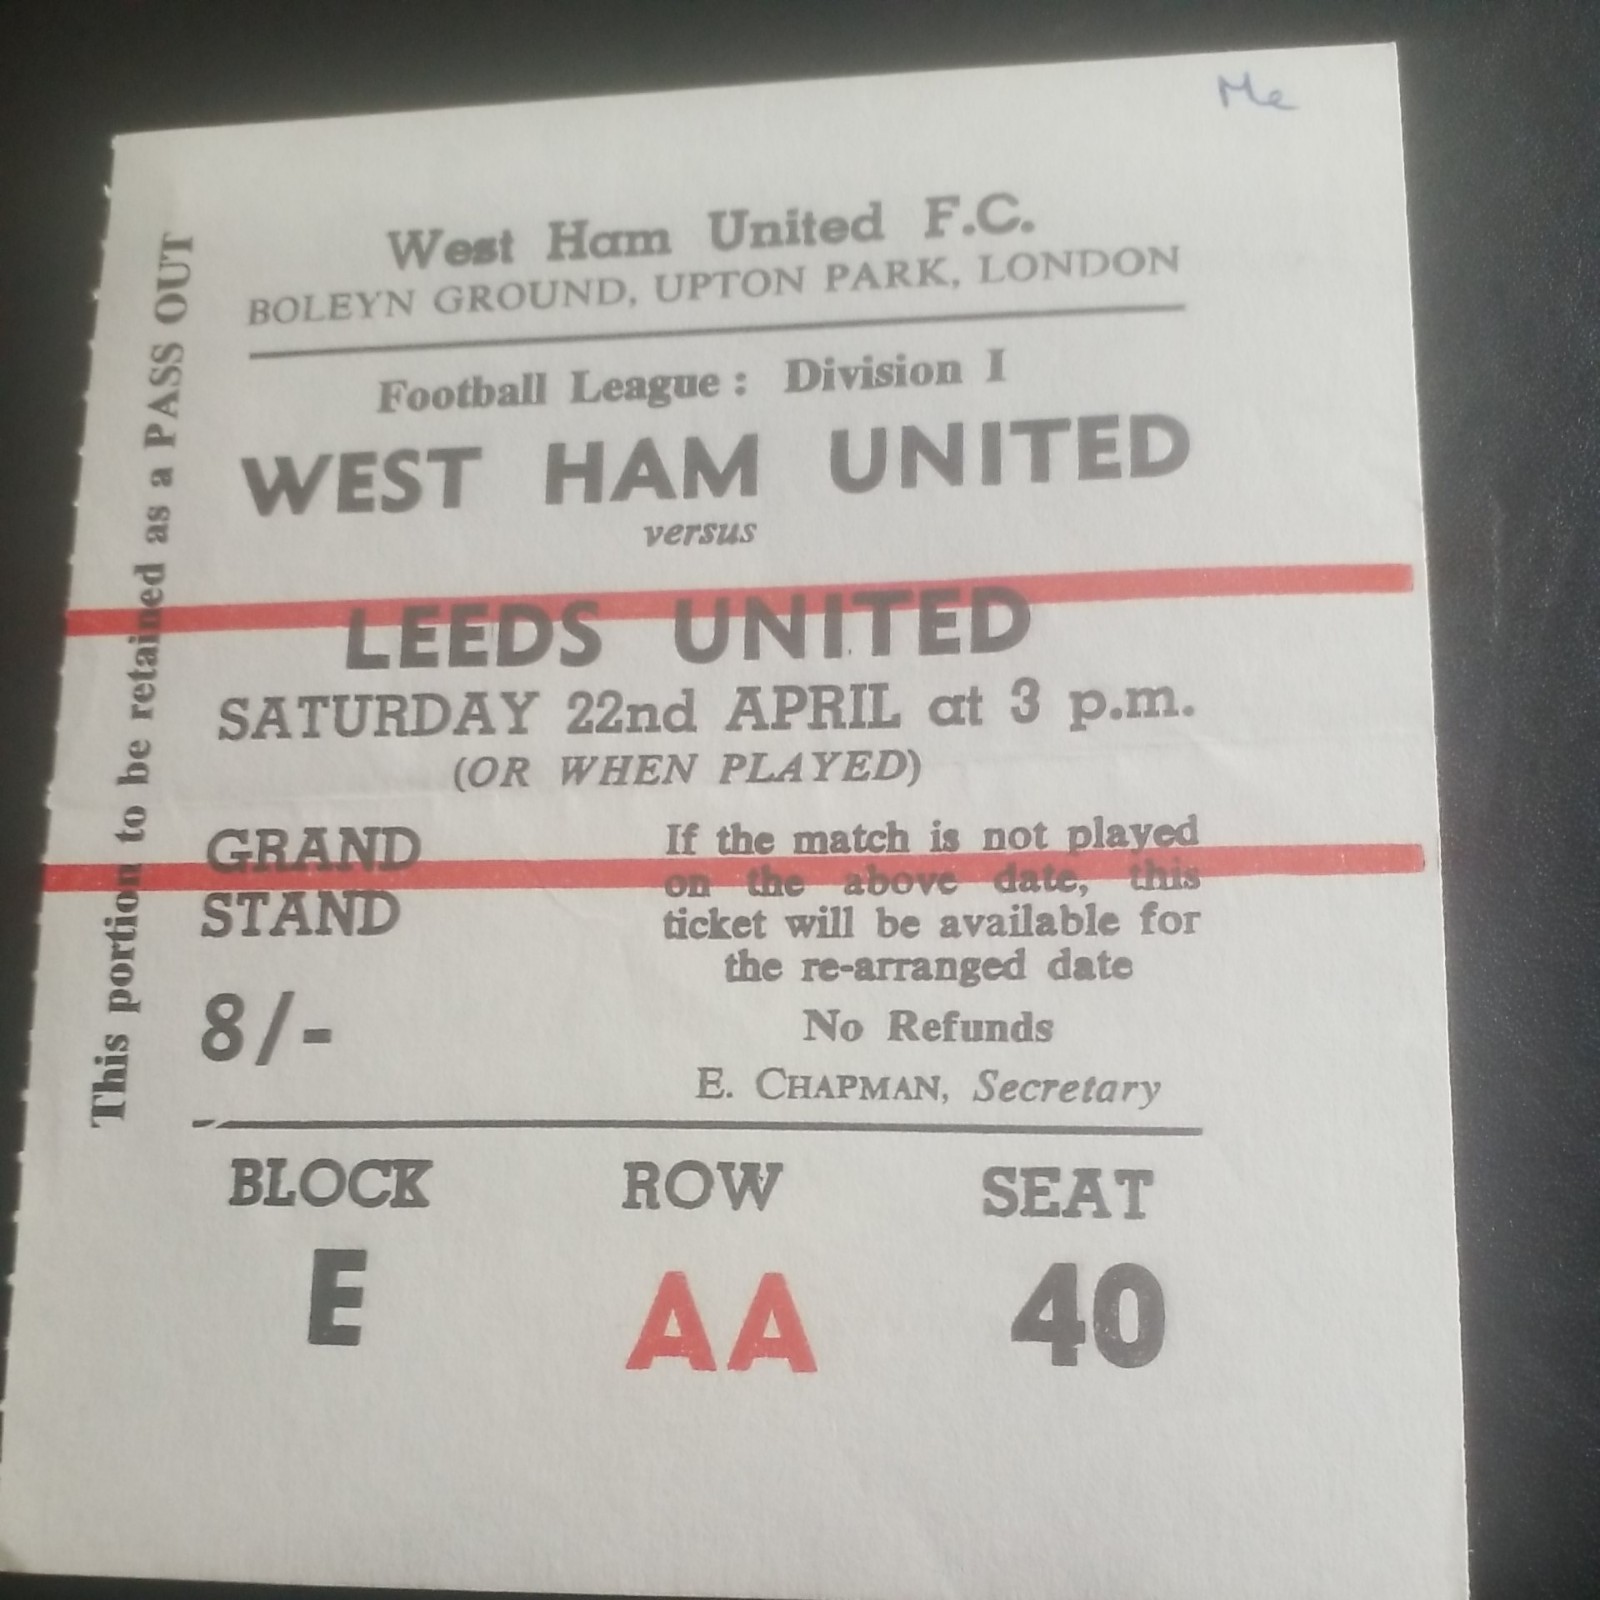 Me
West Ham United F.C.
BOLEYN GROUND, UPTON PARK, LONDON
Football League: Division I
WEST HAM UNITED
versus
LEEDS UNITED
SATURDAY 22nd APRIL at 3 p.m.
(OR WHEN PLAYED)
GRAND
STAND
8/-
If the match is not played
on the above date, this
ticket will be available for
the re-arranged date
No Refunds
E. CHAPMAN, Secretary
BLOCK ROW SEAT
E AA 40
This portion to be retained as a PASS OUT